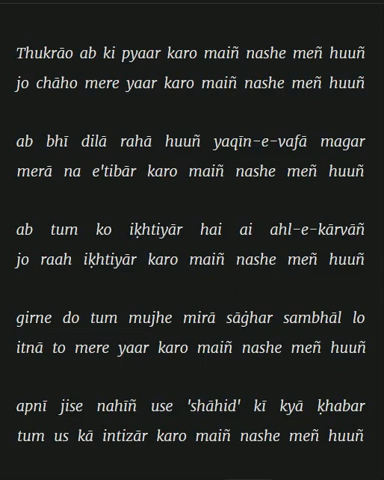 Thukrāo ab ki pyaar karo maiñ nashe meñ huuñ
jo chāho mere yaar karo maiñ nashe meñ huuñ
ab bhī dilā rahā huuñ yaqīn-e-vafā magar
merā na e'tibār karo maiñ nashe meñ huuñ
ab tum ko iḳhtiyār hai ai ahl-e-kārvāñ
jo raah iḳhtiyār karo maiñ nashe meñ huuñ
girne do tum mujhe mirā sāġhar sambhāl lo
itnā to mere yaar karo maiñ nashe meñ huuñ
apnī jise nahīñ use 'shāhid' kī kyā ḳhabar
tum us kā intizār karo maiñ nashe meñ huuñ